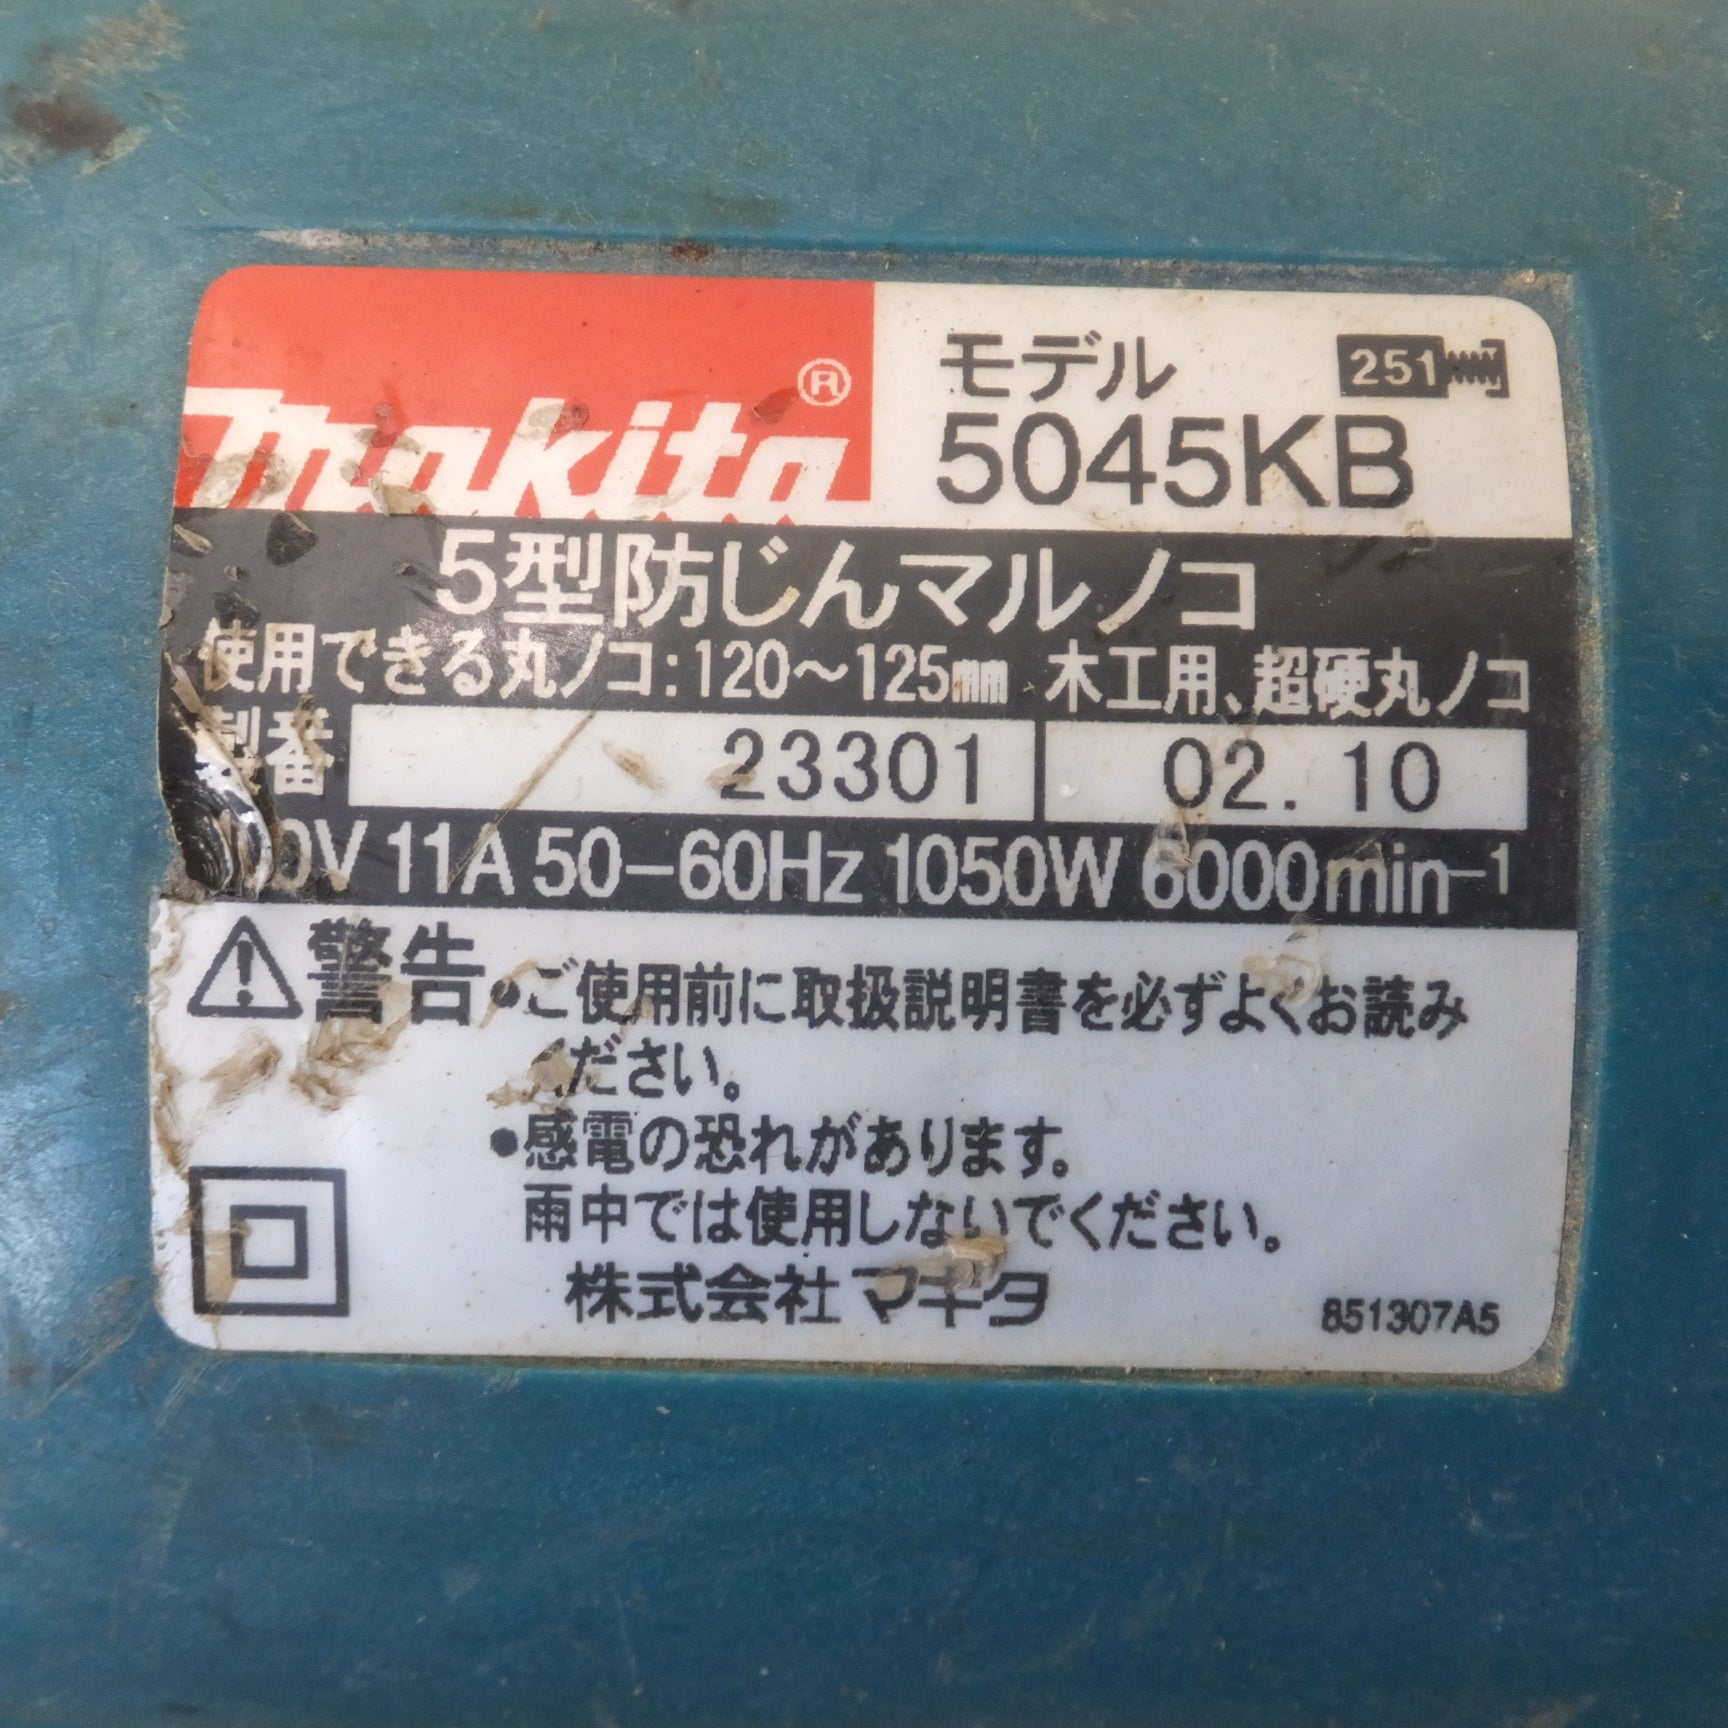 makita®
モデル 251
5045KB
5型防じんマルノコ
使用できる丸ノコ:120~125mm 木工用、超硬丸ノコ
製番 23301 02.10
0V 11A 50-60Hz 1050W 6000min-1
警告 •ご使用前に取扱説明書を必ずよくお読み
ください。
•感電の恐れがあります。
雨中では使用しないでください。
株式会社マキタ
851307A5